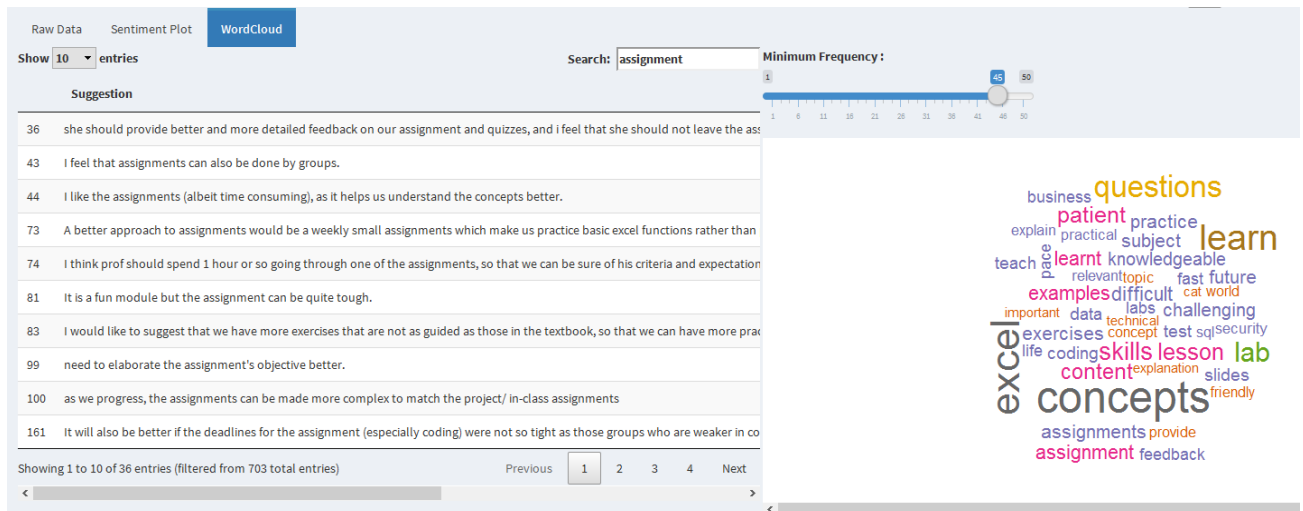 Raw Data Sentiment Plot WordCloud
Show 10 entries Search: assignment
Suggestion
36 she should provide better and more detailed feedback on our assignment and quizzes, and i feel that she should not leave the ass
43 I feel that assignments can also be done by groups.
44 I like the assignments (albeit time consuming), as it helps us understand the concepts better.
73 A better approach to assignments would be a weekly small assignments which make us practice basic excel functions rather than
74 I think prof should spend 1 hour or so going through one of the assignments, so that we can be sure of his criteria and expectation
81 It is a fun module but the assignment can be quite tough.
83 I would like to suggest that we have more exercises that are not as guided as those in the textbook, so that we can have more prac
99 need to elaborate the assignment's objective better.
100 as we progress, the assignments can be made more complex to match the project/ in-class assignments
161 It will also be better if the deadlines for the assignment (especially coding) were not so tight as those groups who are weaker in co
Showing 1 to 10 of 36 entries (filtered from 703 total entries) Previous 1 2 3 4 Next
Minimum Frequency :
1 45 50
1 6 11 16 21 26 31 36 41 46 50
business questions
patient practice
explain practical subject learn
teach pace learnt knowledgeable
relevant topic fast future
examples difficult cat world
important data labs challenging
technical
excel exercises concept test sql security
life coding skills lesson lab
content explanation slides
concepts friendly
assignments provide
assignment feedback